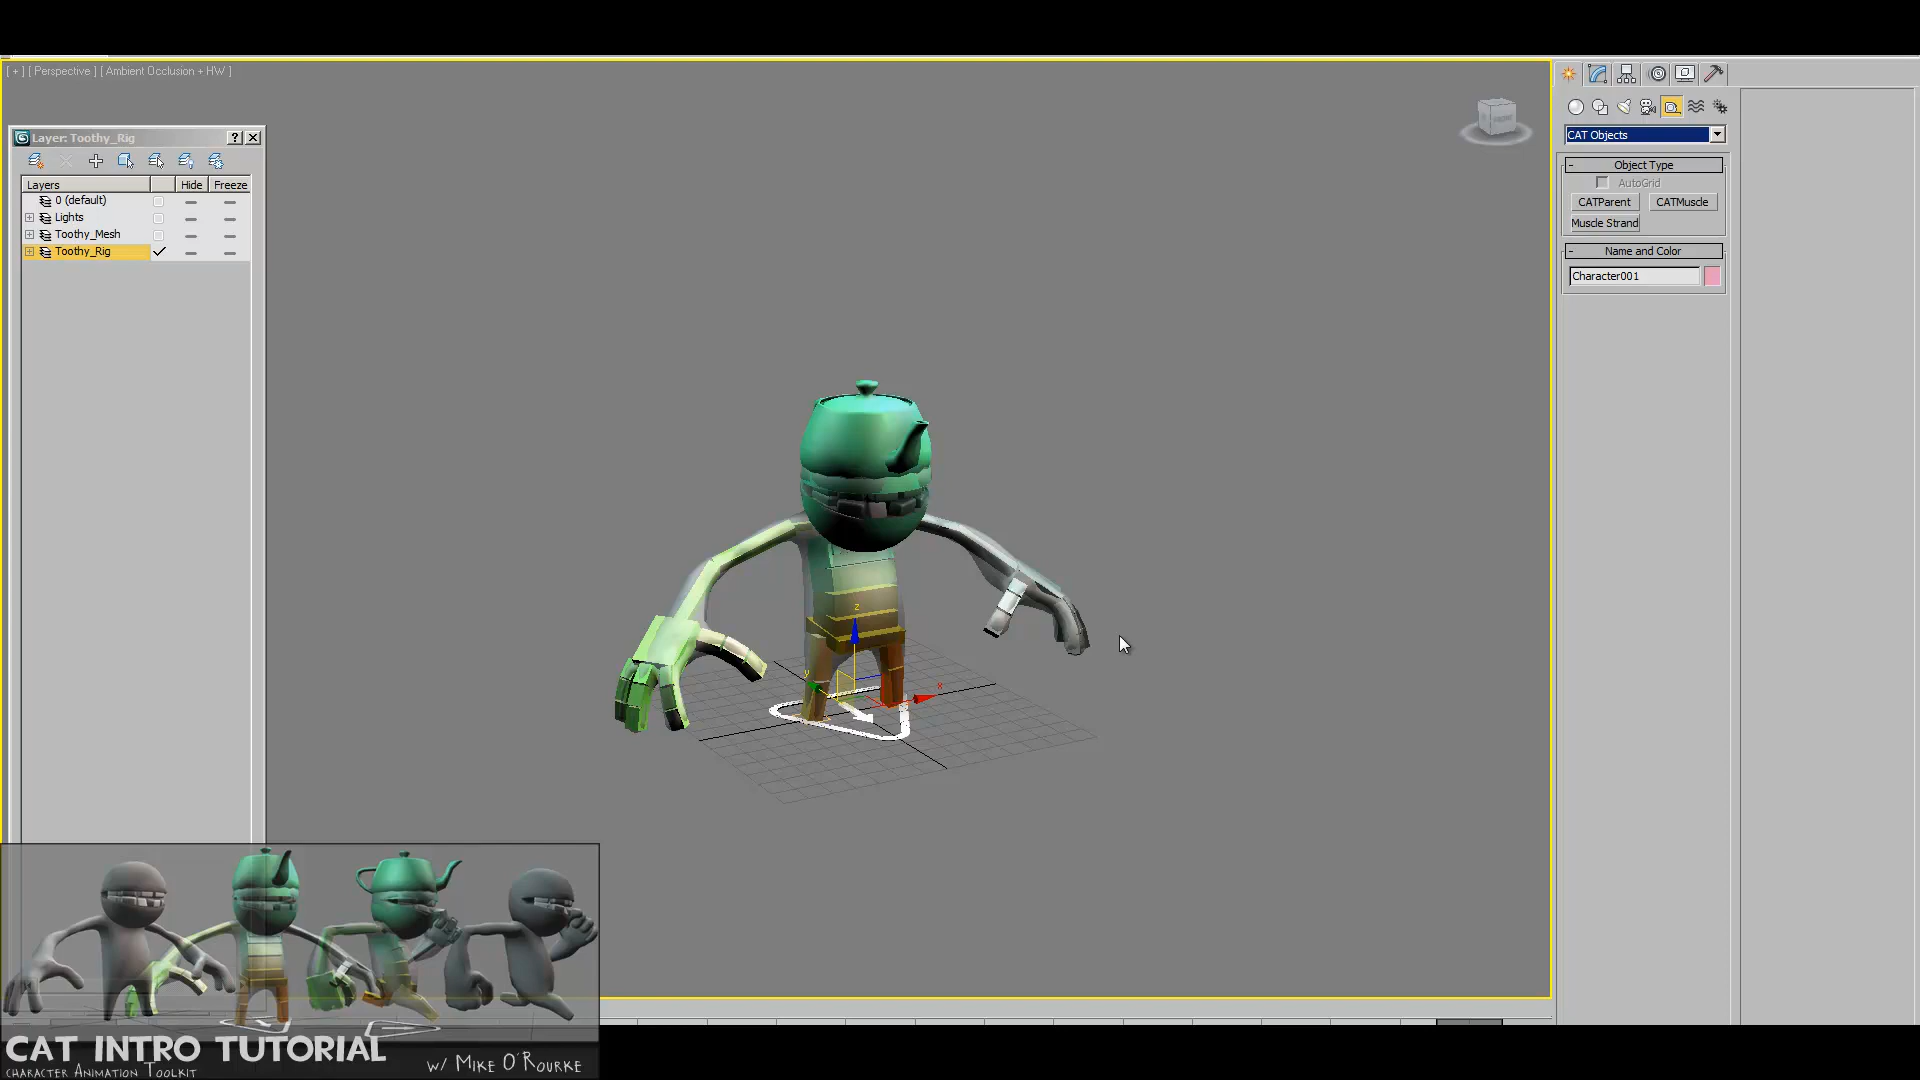 [ + ] [ Perspective ] [ Ambient Occlusion + HW ]
Layer: Toothy_Rig
?
Layers Hide Freeze
0 (default)
Lights
Toothy_Mesh
Toothy_Rig
CAT Objects
Object Type
AutoGrid
CATParent CATMuscle
Muscle Strand
Name and Color
Character001
z
y
x
CAT INTRO TUTORIAL
CHARACTER ANIMATION TOOLKIT
w/ MIKE O'ROURKE